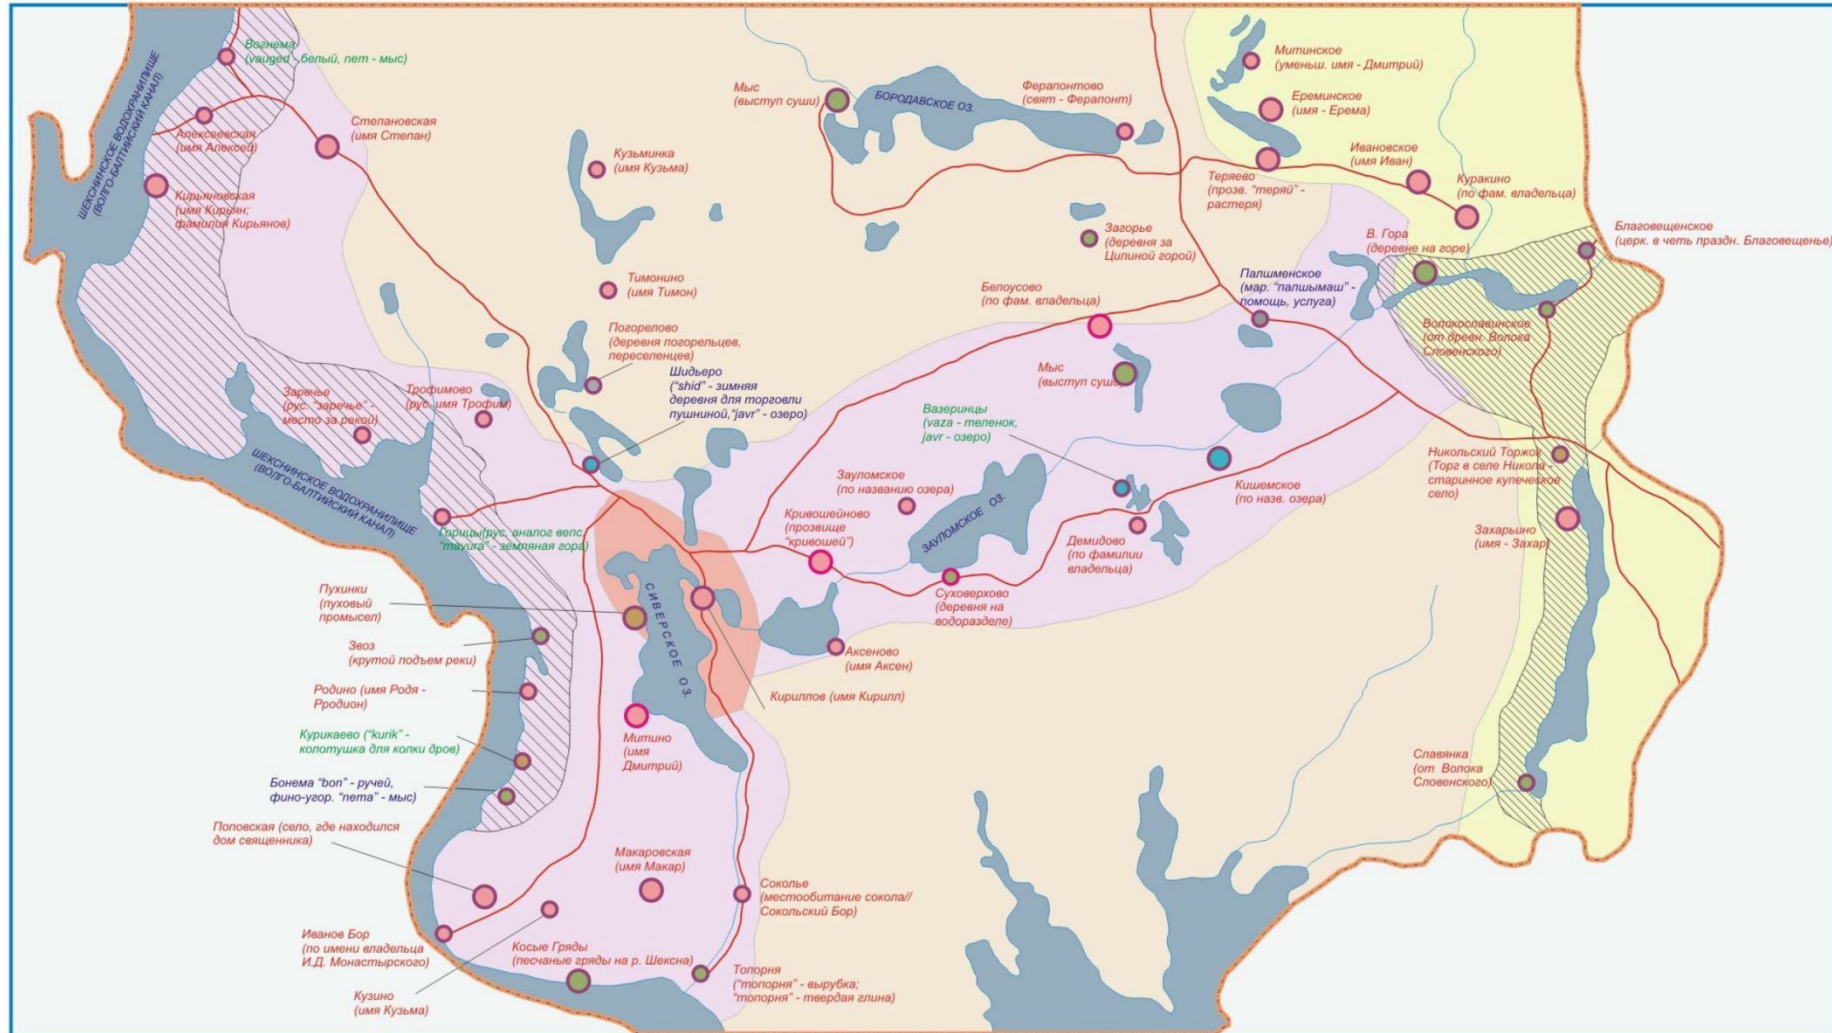 Вогнема
(vauged - белый, nem - мыс)
ШЕКСНИНСКОЕ ВОДОХРАНИЛИЩЕ
(ВОЛГО-БАЛТИЙСКИЙ КАНАЛ)
Алексеевская
(имя Алексей)
Степановская
(имя Степан)
Кирьяновская
(имя Кирьян;
фамилия Кирьянов)
Мыс
(выступ суши)
БОРОДАВСКОЕ ОЗ.
Ферапонтово
(свят - Ферапонт)
Митинское
(уменьш. имя - Дмитрий)
Ереминское
(имя - Ерема)
Ивановское
(имя Иван)
Теряево
(прозв. "теряй" -
растеря)
Куракино
(по фам. владельца)
Кузьминка
(имя Кузьма)
Загорье
(деревня за
Ципиной горой)
В. Гора
(деревне на горе)
Благовещенское
(церк. в четь праздн. Благовещенье)
Тимонино
(имя Тимон)
Белоусово
(по фам. владельца)
Палшменское
(мар. "палшымаш" -
помощь, услуга)
Волокославинское
(от древн. Волока
Словенского)
Погорелово
(деревня погорельцев,
переселенцев)
Шидьеро
("shid" - зимняя
деревня для торговли
пушниной,"javr" - озеро)
Мыс
(выступ суши)
Заречье
(рус. "заречье" -
место за рекой)
Трофимово
(рус. имя Трофим)
Вазеринцы
(vaza - теленок,
javr - озеро)
ШЕКСНИНСКОЕ ВОДОХРАНИЛИЩЕ
(ВОЛГО-БАЛТИЙСКИЙ КАНАЛ)
Зауломское
(по названию озера)
Кишемское
(по назв. озера)
Никольский Торжок
(Торг в селе Никола -
старинное купеческое
село)
Горицы(рус. аналог вепс.
"mavura" - земляная гора)
Кривошейново
(прозвище
"кривошей")
ЗАУЛОМСКОЕ ОЗ.
Демидово
(по фамилии
владельца)
Захарьино
(имя - Захар)
Пухинки
(пуховый
промысел)
СИВЕРСКОЕ ОЗ.
Суховерхово
(деревня на
водоразделе)
Звоз
(крутой подъем реки)
Аксеново
(имя Аксен)
Родино (имя Родя -
Рродион)
Кириллов (имя Кирилл)
Курикаево ("kurik" -
колотушка для колки дров)
Митино
(имя
Дмитрий)
Славянка
(от Волока
Словенского)
Бонема "bon" - ручей,
фино-угор. "nema" - мыс)
Поповская (село, где находился
дом священника)
Макаровская
(имя Макар)
Соколье
(местообитание сокола//
Сокольский Бор)
Иванов Бор
(по имени владельца
И.Д. Монастырского)
Косые Гряды
(песчаные гряды на р. Шексна)
Топорня
("топорня" - вырубка;
"топорня" - твердая глина)
Кузино
(имя Кузьма)